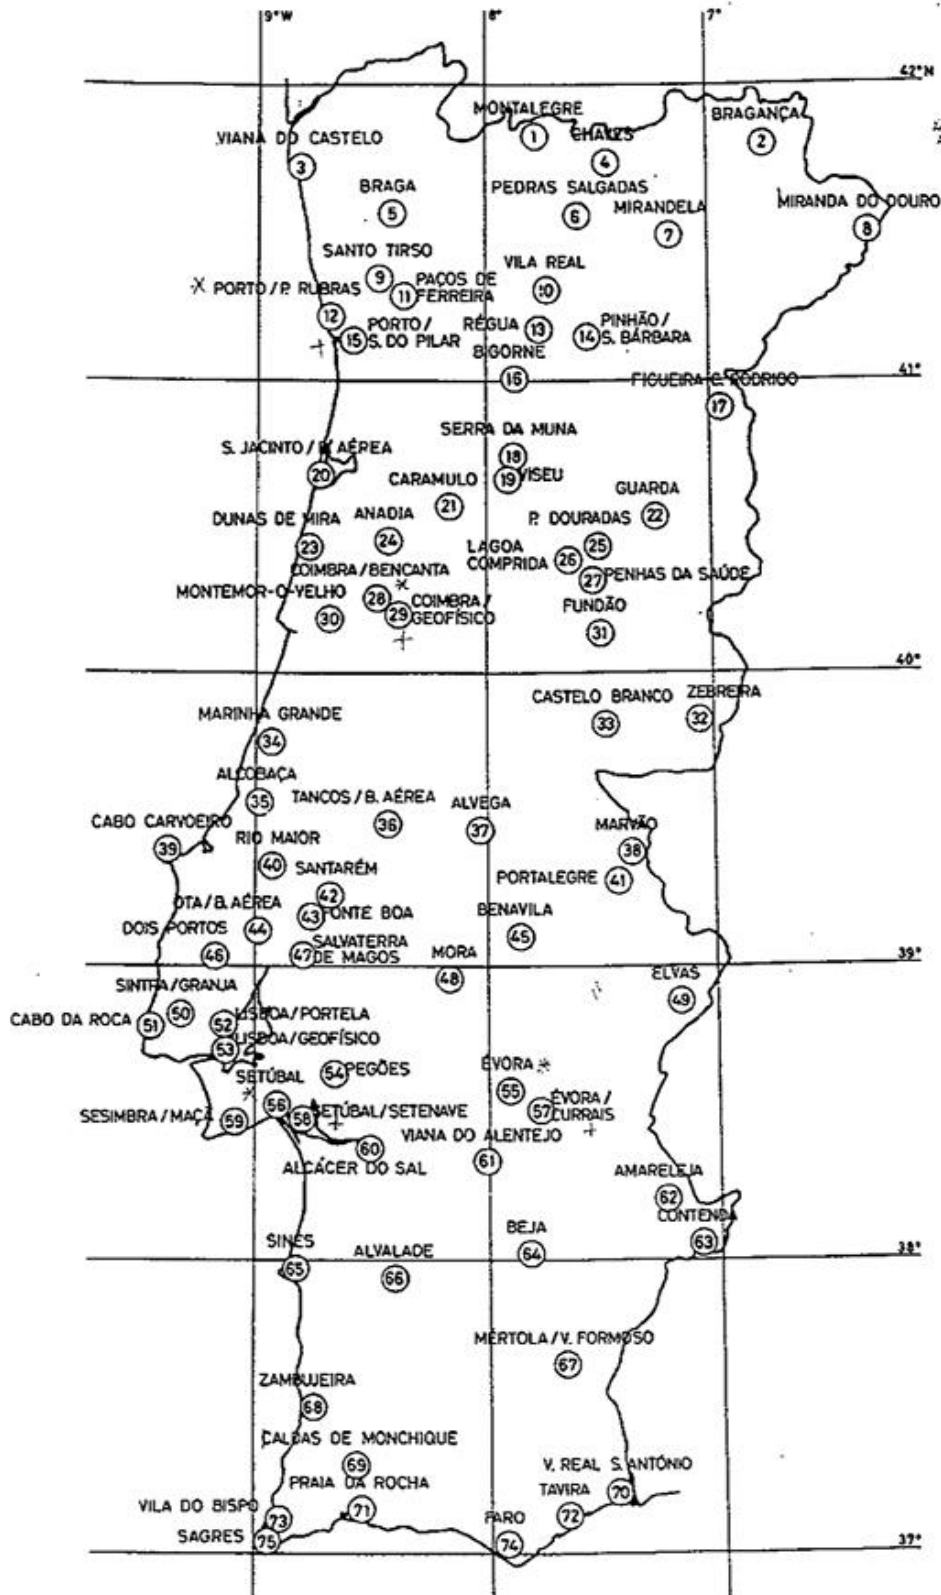 9°W 8° 7°
42°N
MONTALEGRE
1
CHAVES
4
BRAGANÇA
2
VIANA DO CASTELO
3
BRAGA
5
PEDRAS SALGADAS
6
MIRANDELA
7
MIRANDA DO DOURO
8
SANTO TIRSO
9
VILA REAL
10
PORTO/P. RUBRAS
12
PAÇOS DE
FERREIRA
11
PORTO/
S. DO PILAR
15
RÉGUA
13
PINHÃO/
S. BÁRBARA
14
BIGORNE
16
41°
FIGUEIRA C. RODRIGO
17
SERRA DA MUNA
18
S. JACINTO/B. AÉREA
20
VISEU
19
CARAMULO
21
GUARDA
22
DUNAS DE MIRA
23
ANADIA
24
P. DOURADAS
25
LAGOA
COMPRIDA
26
PENHAS DA SAÚDE
27
COIMBRA/BENCANTA
28
MONTEMOR-O-VELHO
30
COIMBRA/
GEOFÍSICO
29
FUNDÃO
31
40°
CASTELO BRANCO
33
ZEBREIRA
32
MARINHA GRANDE
34
ALCOBAÇA
35
TANCOS/B. AÉREA
36
ALVEGA
37
CABO CARVOEIRO
39
RIO MAIOR
40
MARVÃO
38
SANTARÉM
42
PORTALEGRE
41
OTA/B. AÉREA
44
FONTE BOA
43
BENAVILA
45
DOIS PORTOS
46
SALVATERRA
DE MAGOS
47
MORA
48
39°
ELVAS
49
SINTRA/GRANJA
50
CABO DA ROCA
51
LISBOA/PORTELA
52
LISBOA/GEOFÍSICO
53
PEGÕES
54
ÉVORA
55
SETÚBAL
56
ÉVORA/
CURRAIS
57
SESIMBRA/MAÇÃ
59
SETÚBAL/SETENAVE
58
ALCÁCER DO SAL
60
VIANA DO ALENTEJO
61
AMARELEJA
62
CONTENDA
63
BEJA
64
38°
SINES
65
ALVALADE
66
MÉRTOLA/V. FORMOSO
67
ZAMBUJEIRA
68
CALDAS DE MONCHIQUE
69
V. REAL S. ANTÓNIO
70
PRAIA DA ROCHA
71
TAVIRA
72
VILA DO BISPO
73
FARO
74
SAGRES
75
37°